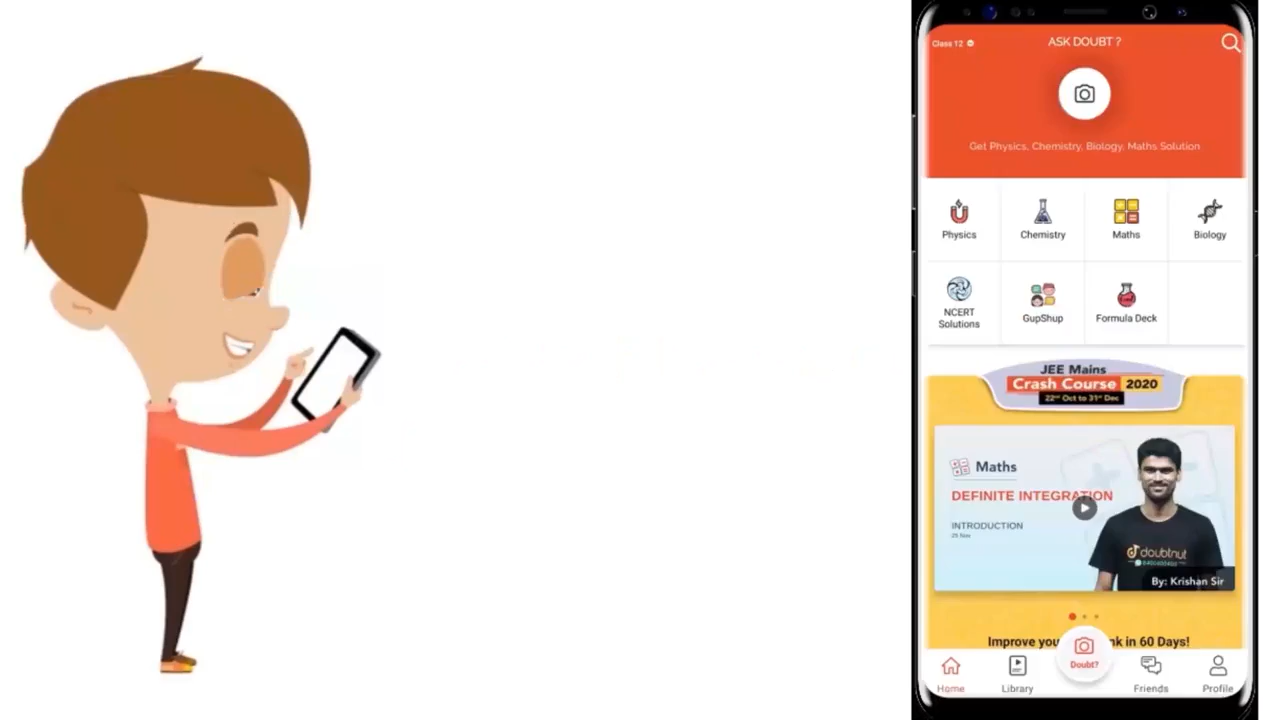 Class 12
ASK DOUBT ?
Get Physics, Chemistry, Biology, Maths Solution
Physics
Chemistry
Maths
Biology
NCERT
Solutions
GupShup
Formula Deck
JEE Mains
Crash Course 2020
22nd Oct to 31st Dec
Maths
DEFINITE INTEGRATION
INTRODUCTION
doubtnut
By: Krishan Sir
in 60 Days!
Doubt?
Home
Library
Friends
Profile